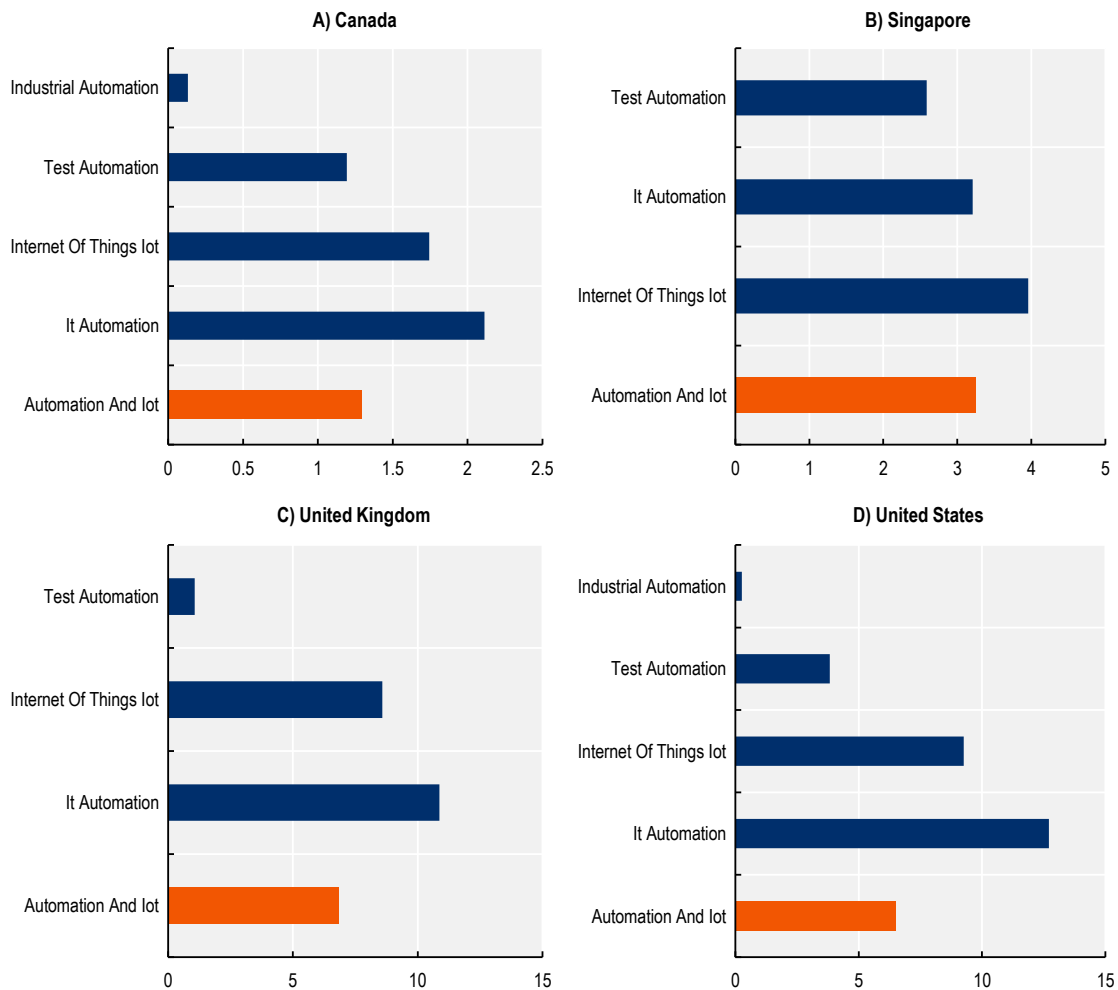 A) Canada
Industrial Automation
Test Automation
Internet Of Things Iot
It Automation
Automation And Iot
0 0.5 1 1.5 2 2.5
B) Singapore
Test Automation
It Automation
Internet Of Things Iot
Automation And Iot
0 1 2 3 4 5
C) United Kingdom
Test Automation
Internet Of Things Iot
It Automation
Automation And Iot
0 5 10 15
D) United States
Industrial Automation
Test Automation
Internet Of Things Iot
It Automation
Automation And Iot
0 5 10 15